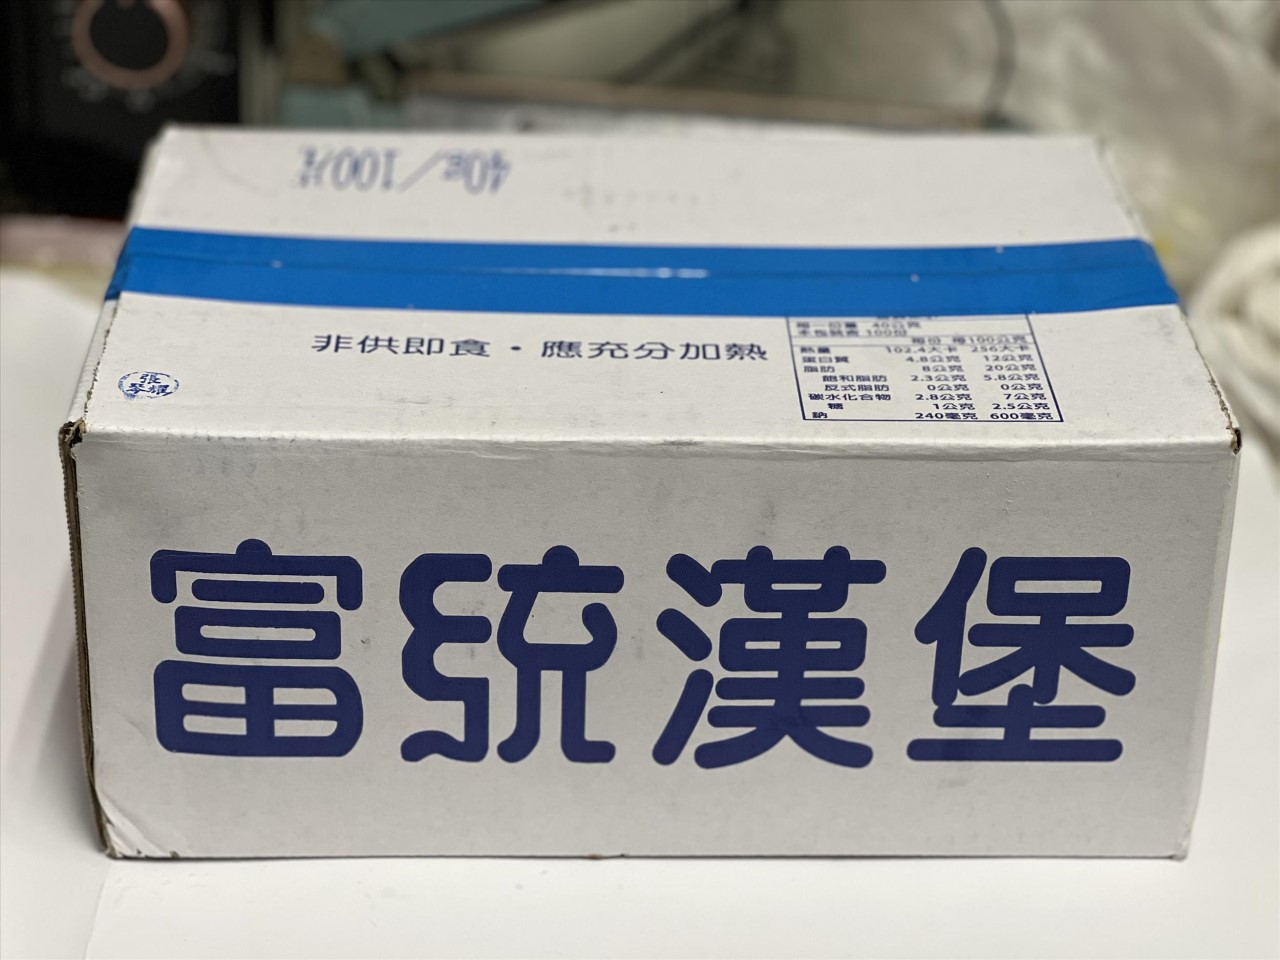 40g／100片
非供即食・應充分加熱
每一份量 40公克
本包裝含 100份
每份 每100公克
熱量 102.4大卡 256大卡
蛋白質 4.8公克 12公克
脂肪 8公克 20公克
飽和脂肪 2.3公克 5.8公克
反式脂肪 0公克 0公克
碳水化合物 2.8公克 7公克
糖 1公克 2.5公克
鈉 240毫克 600毫克
富統漢堡